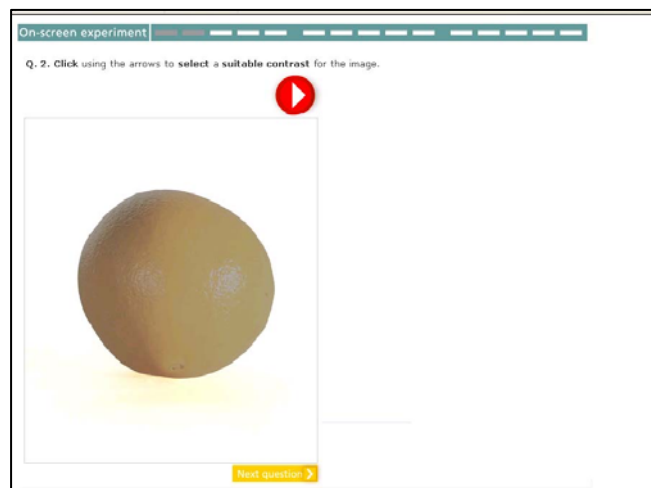 On-screen experiment
Q. 2. Click using the arrows to select a suitable contrast for the image.
Next question